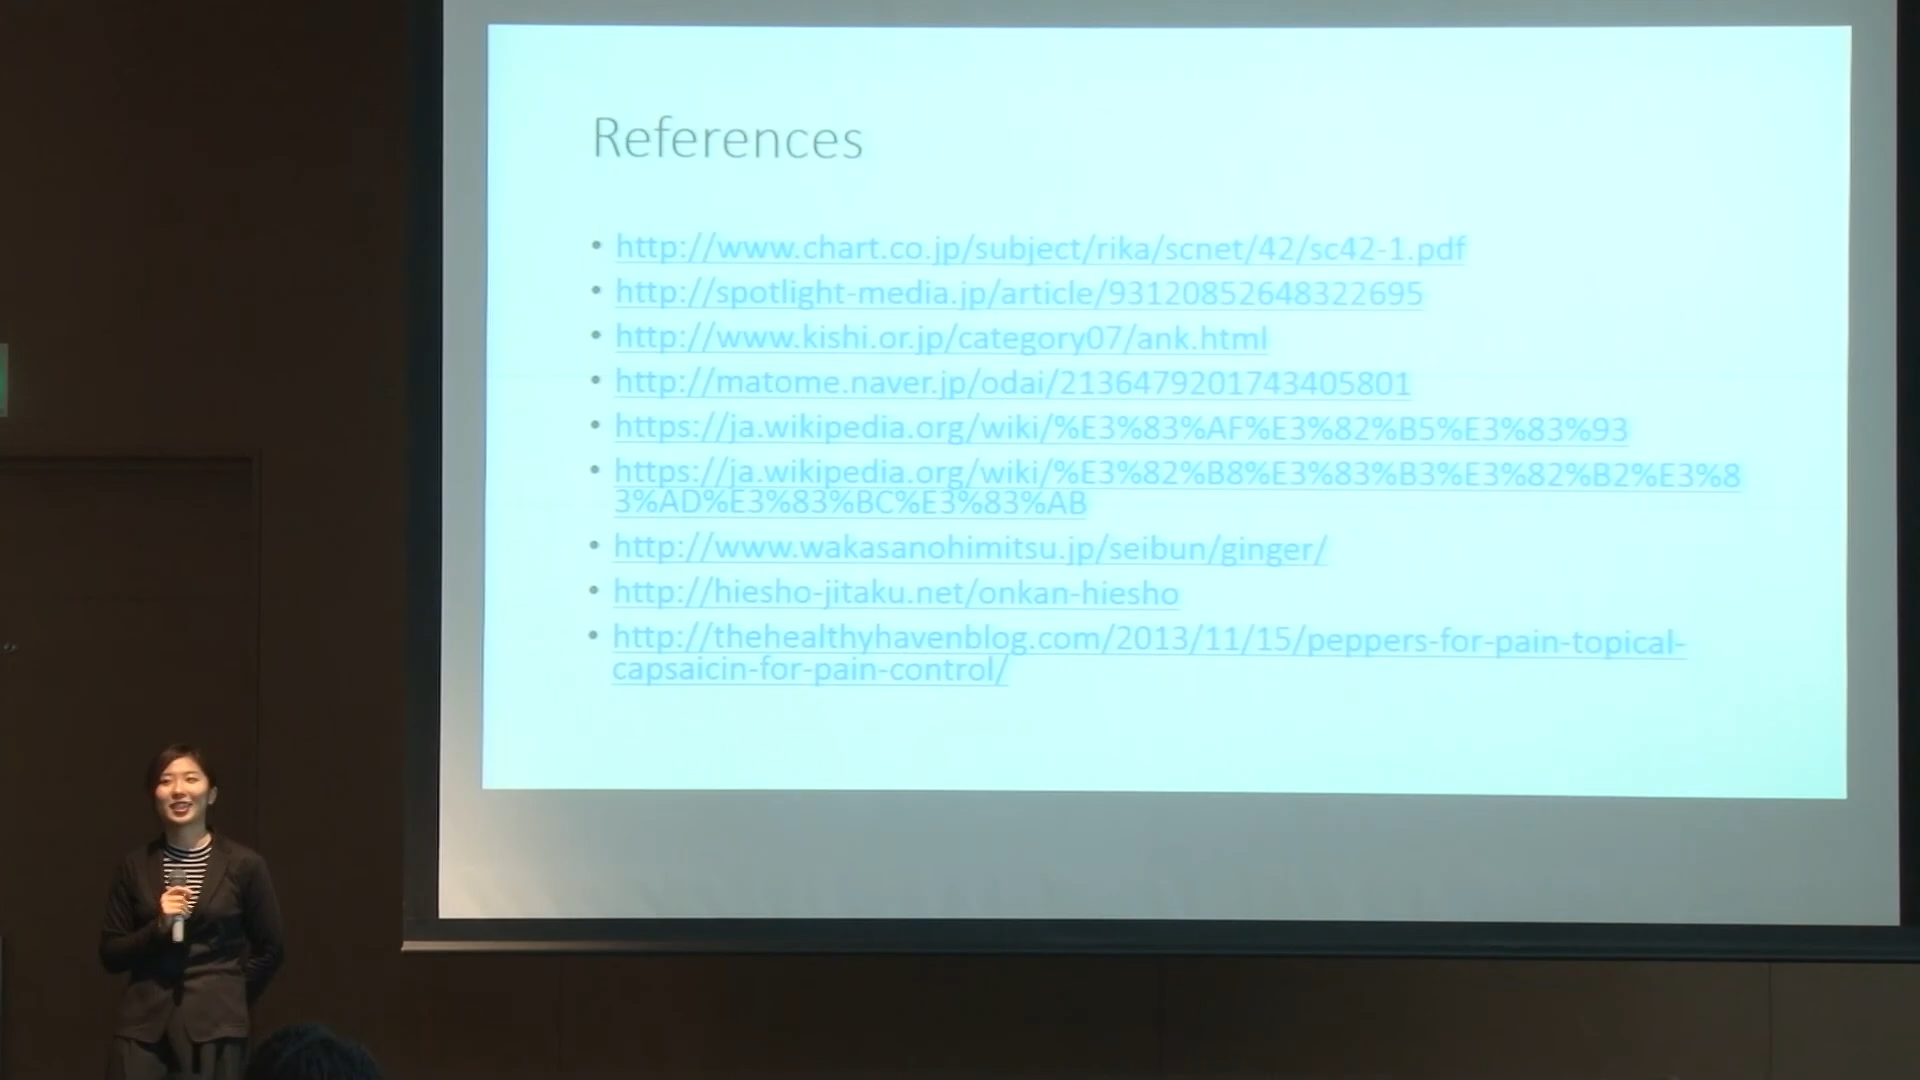 References
• http://www.chart.co.jp/subject/rika/scnet/42/sc42-1.pdf
• http://spotlight-media.jp/article/93120852648322695
• http://www.kishi.or.jp/category07/ank.html
• http://matome.naver.jp/odai/2136479201743405801
• https://ja.wikipedia.org/wiki/%E3%83%AF%E3%82%B5%E3%83%93
• https://ja.wikipedia.org/wiki/%E3%82%B8%E3%83%B3%E3%82%B2%E3%8
3%AD%E3%83%BC%E3%83%AB
• http://www.wakasanohimitsu.jp/seibun/ginger/
• http://hiesho-jitaku.net/onkan-hiesho
• http://thehealthyhavenblog.com/2013/11/15/peppers-for-pain-topical-
capsaicin-for-pain-control/